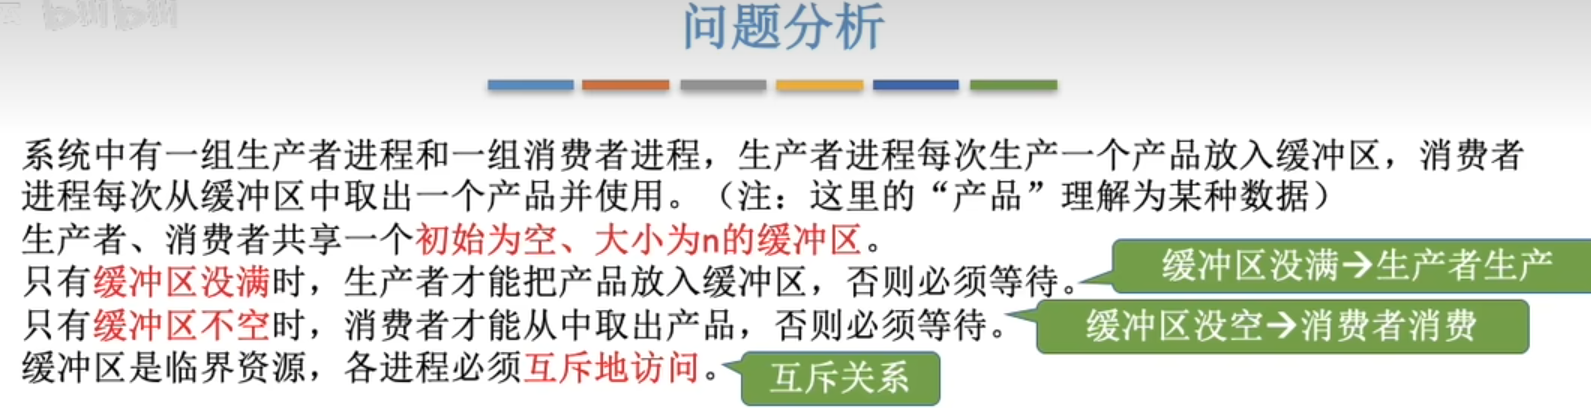 问题分析
系统中有一组生产者进程和一组消费者进程，生产者进程每次生产一个产品放入缓冲区，消费者
进程每次从缓冲区中取出一个产品并使用。（注：这里的“产品”理解为某种数据）
生产者、消费者共享一个初始为空、大小为n的缓冲区。
只有缓冲区没满时，生产者才能把产品放入缓冲区，否则必须等待。
缓冲区没满→生产者生产
只有缓冲区不空时，消费者才能从中取出产品，否则必须等待。
缓冲区没空→消费者消费
缓冲区是临界资源，各进程必须互斥地访问。
互斥关系